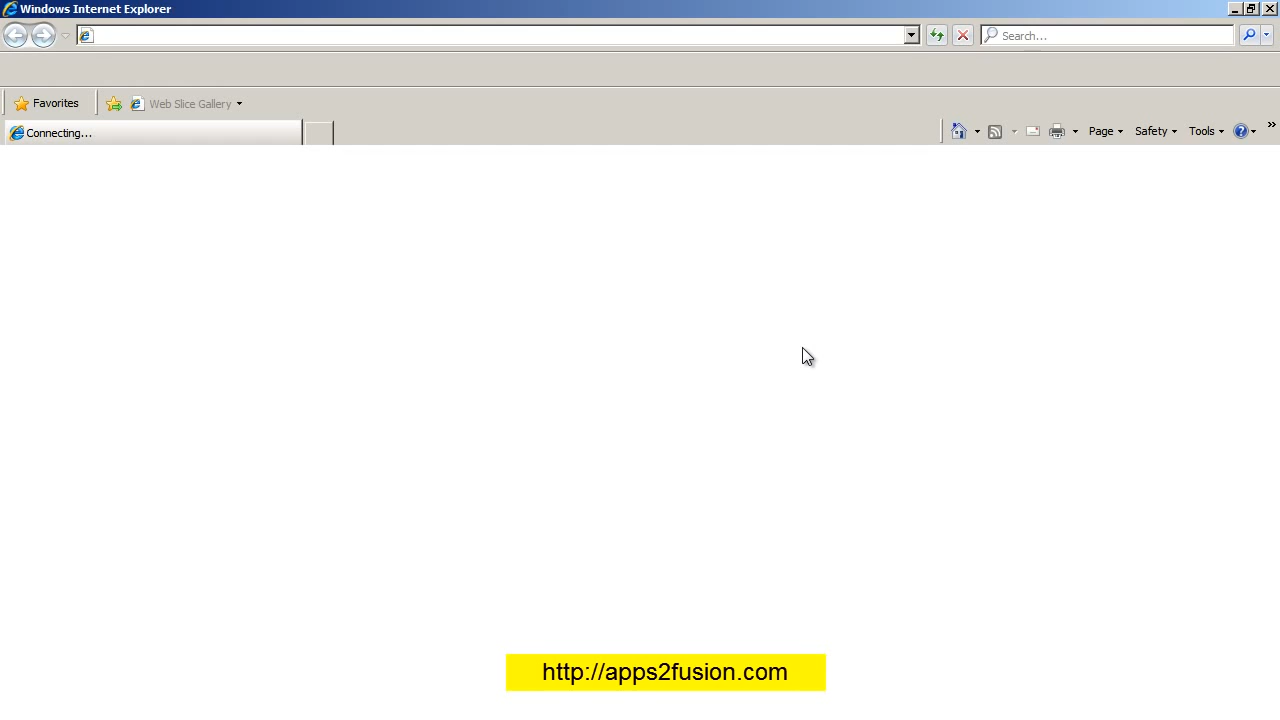 Windows Internet Explorer
Search...
Favorites
Web Slice Gallery
Connecting...
Page
Safety
Tools
http://apps2fusion.com